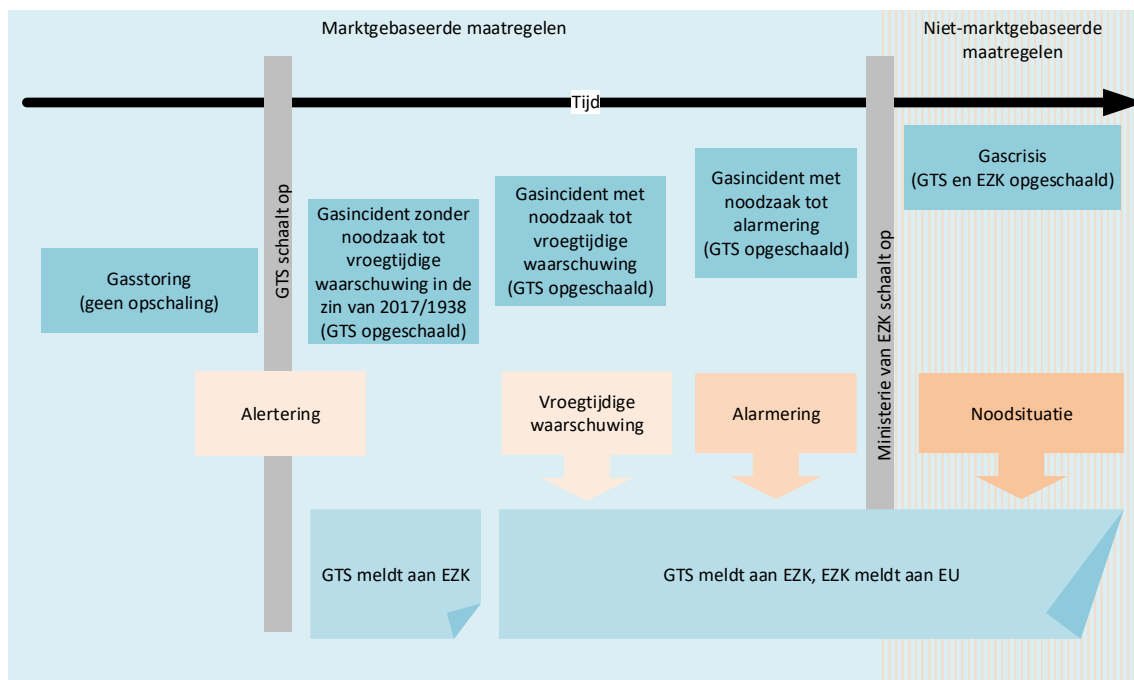 Marktgebaseerde maatregelen
Niet-marktgebaseerde
maatregelen
Tijd
GTS schaalt op
Ministerie van EZK schaalt op
Gasstoring
(geen opschaling)
Gasincident zonder
noodzaak tot
vroegtijdige
waarschuwing in de
zin van 2017/1938
(GTS opgeschaald)
Gasincident met
noodzaak tot
vroegtijdige
waarschuwing
(GTS opgeschaald)
Gasincident met
noodzaak tot
alarmering
(GTS opgeschaald)
Gascrisis
(GTS en EZK opgeschaald)
Alertering
Vroegtijdige
waarschuwing
Alarmering
Noodsituatie
GTS meldt aan EZK
GTS meldt aan EZK, EZK meldt aan EU